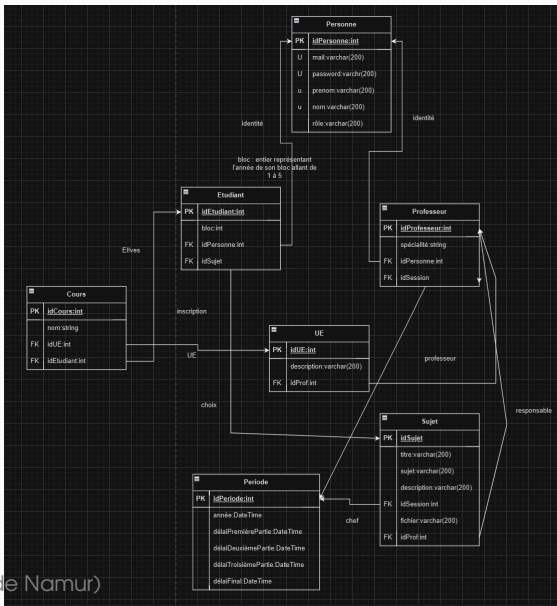 Personne
PK idPersonne:int
U mail:varchar(200)
U password:varchr(200)
u prenom:varchar(200)
u nom:varchar(200)
rôle:varchar(200)
identité
identité
bloc : entier représentant
l'année de son bloc allant de
1 à 5
Etudiant
PK idEtudiant:int
bloc:int
FK idPersonne:int
FK idSujet
Professeur
PK idProfesseur:int
spécialité:string
FK idPersonne:int
FK idSession
Ellves
Cours
PK idCours:int
nom:string
FK idUE:int
FK idEtudiant:int
inscription
UE
UE
PK idUE:int
description:varchar(200)
FK idProf:int
professeur
choix
responsable
Sujet
PK idSujet
titre:varchar(200)
sujet:varchar(200)
description:varchar(200)
FK idSession:int
fichier:varchar(200)
FK idProf:int
Periode
PK idPeriode:int
année:DateTime
délaiPremièrePartie:DateTime
délaiDeuxièmePartie:DateTime
délaiTroisièmePartie:DateTime
délaiFinal:DateTime
chef
de Namur)